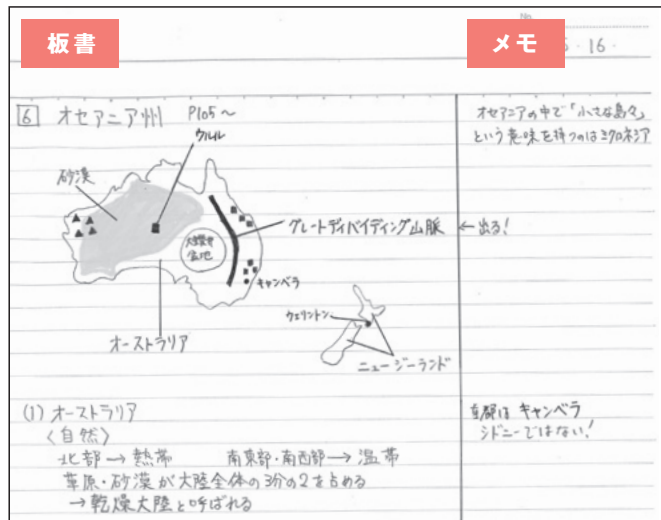 板書
メモ
No.
・16・
6 オセアニア州 P105～
オセアニアの中で「小さな島々」
という意味を持つのはミクロネシア
ウルル
砂漠
グレートディバイディング山脈
←出る!
大鑽井
盆地
キャンベラ
ウェリントン
オーストラリア
ニュージーランド
(1) オーストラリア
〈自然〉
北部→熱帯 南東部・南西部→温帯
草原・砂漠が大陸全体の3分の2を占める
→乾燥大陸と呼ばれる
首都はキャンベラ
シドニーではない!